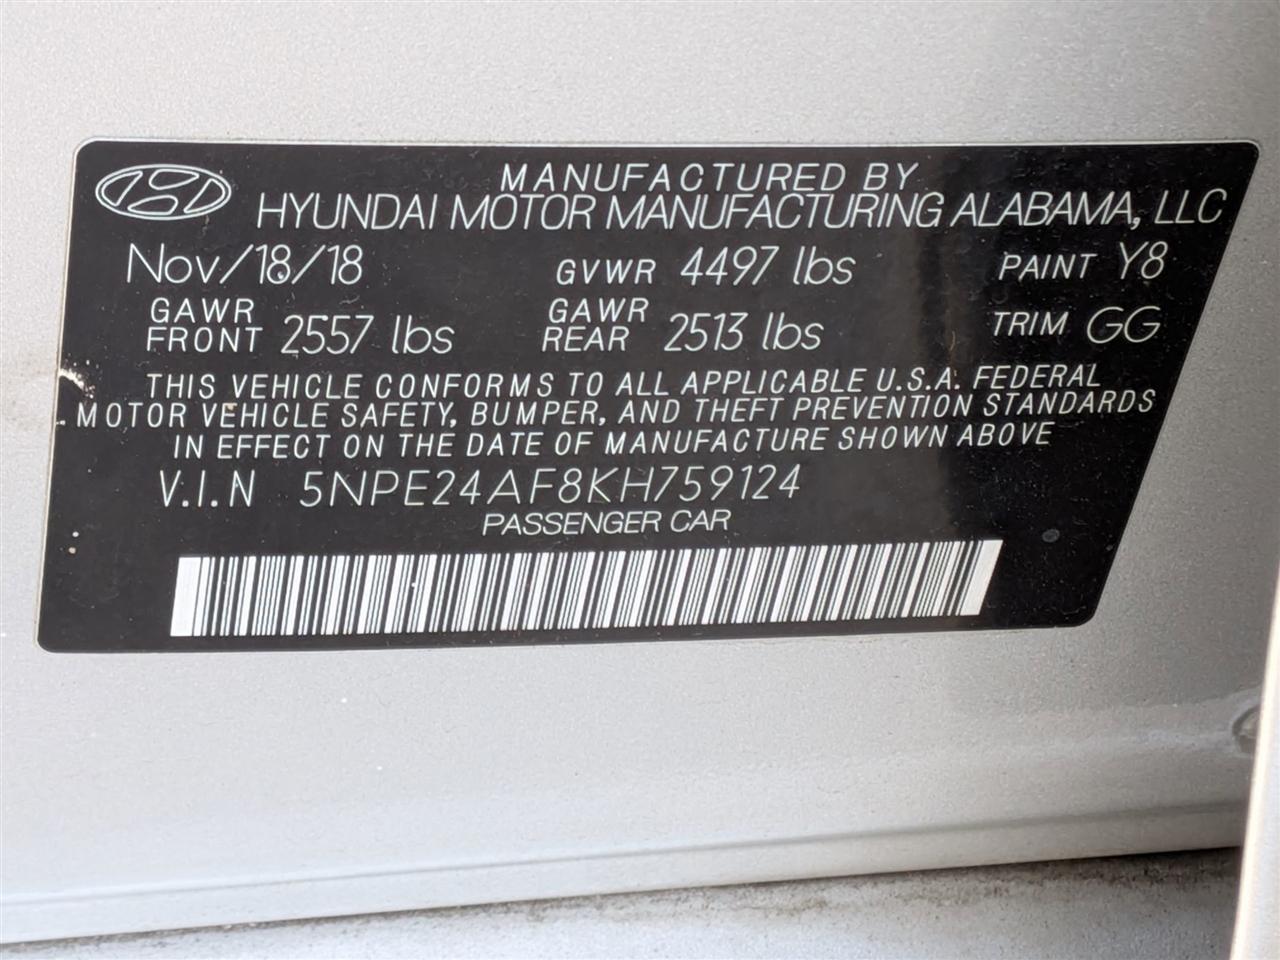 MANUFACTURED BY
HYUNDAI MOTOR MANUFACTURING ALABAMA, LLC
Nov/18/18 GVWR 4497 lbs PAINT Y8
GAWR FRONT 2557 lbs GAWR REAR 2513 lbs TRIM GG
THIS VEHICLE CONFORMS TO ALL APPLICABLE U.S.A. FEDERAL
MOTOR VEHICLE SAFETY, BUMPER, AND THEFT PREVENTION STANDARDS
IN EFFECT ON THE DATE OF MANUFACTURE SHOWN ABOVE
V.I.N 5NPE24AF8KH759124
PASSENGER CAR